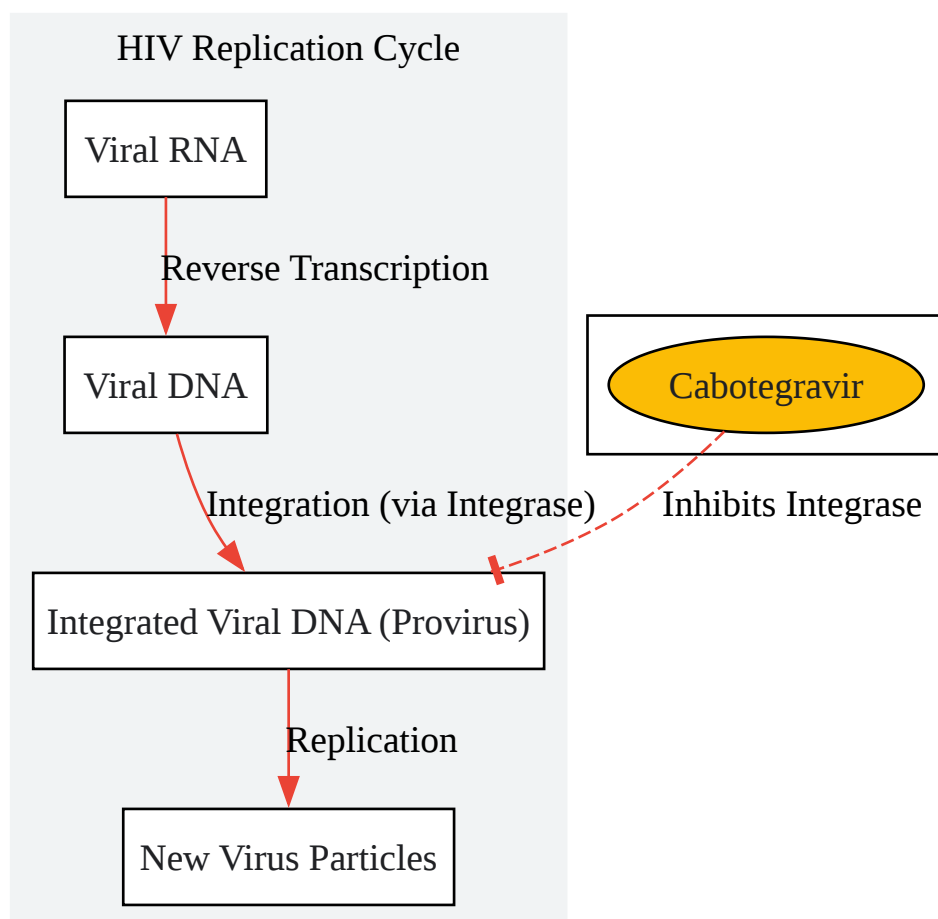 HIV Replication Cycle
Viral RNA
Reverse Transcription
Viral DNA
Cabotegravir
Integration (via Integrase)
Inhibits Integrase
Integrated Viral DNA (Provirus)
Replication
New Virus Particles